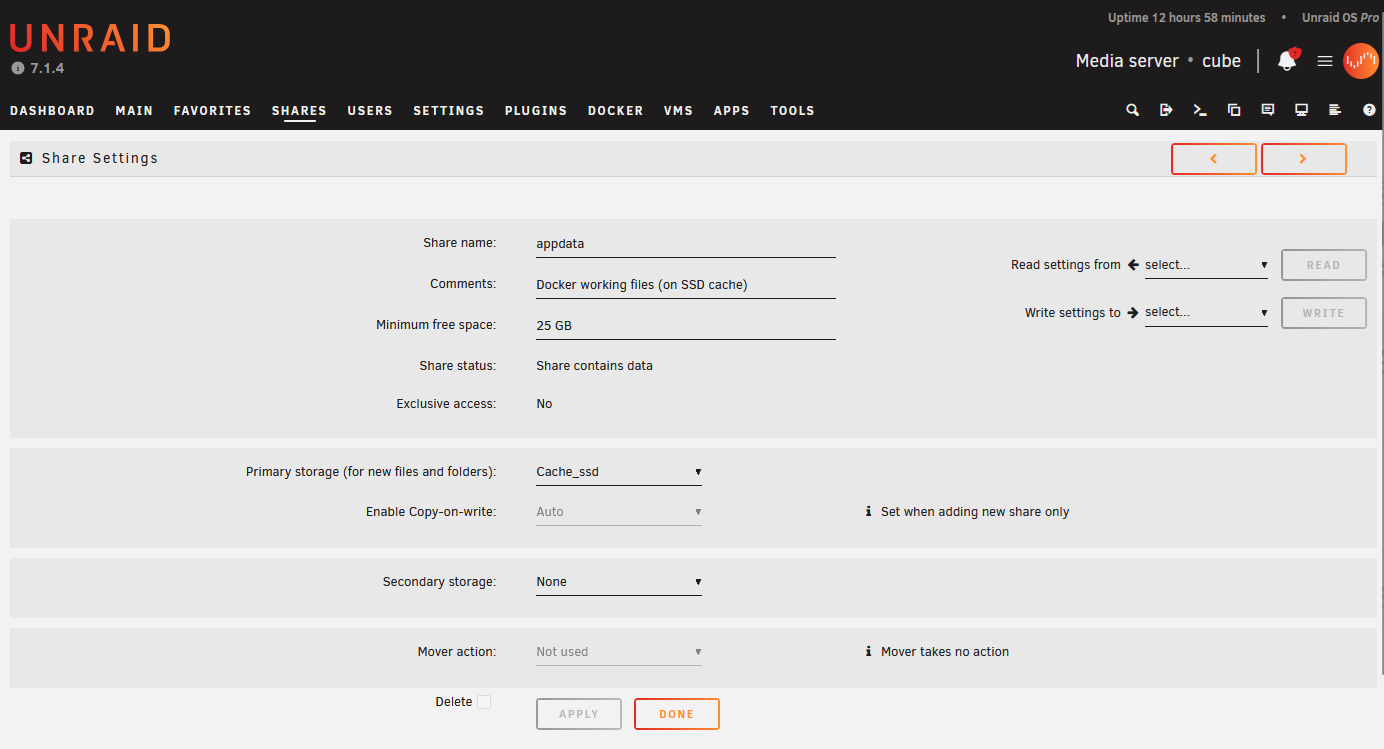 Uptime 12 hours 58 minutes • Unraid OS Pro
UNRAID
7.1.4
Media server • cube
DASHBOARD MAIN FAVORITES SHARES USERS SETTINGS PLUGINS DOCKER VMS APPS TOOLS
Share Settings
Share name: appdata
Comments: Docker working files (on SSD cache)
Minimum free space: 25 GB
Share status: Share contains data
Exclusive access: No
Read settings from select... READ
Write settings to select... WRITE
Primary storage (for new files and folders): Cache_ssd
Enable Copy-on-write: Auto Set when adding new share only
Secondary storage: None
Mover action: Not used Mover takes no action
Delete APPLY DONE